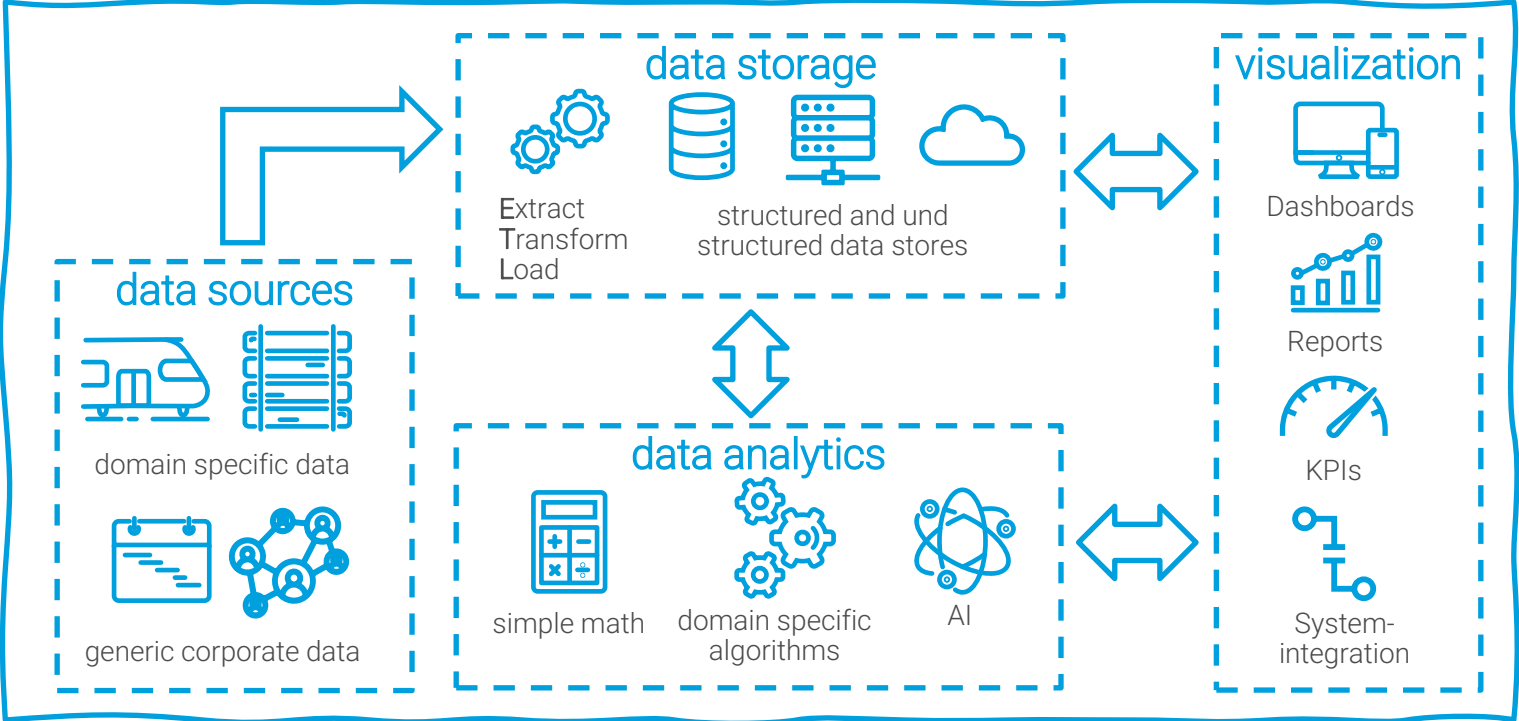 data storage
Extract
Transform
Load
structured and und
structured data stores
data sources
domain specific data
generic corporate data
data analytics
simple math
domain specific
algorithms
AI
visualization
Dashboards
Reports
KPIs
System-
integration